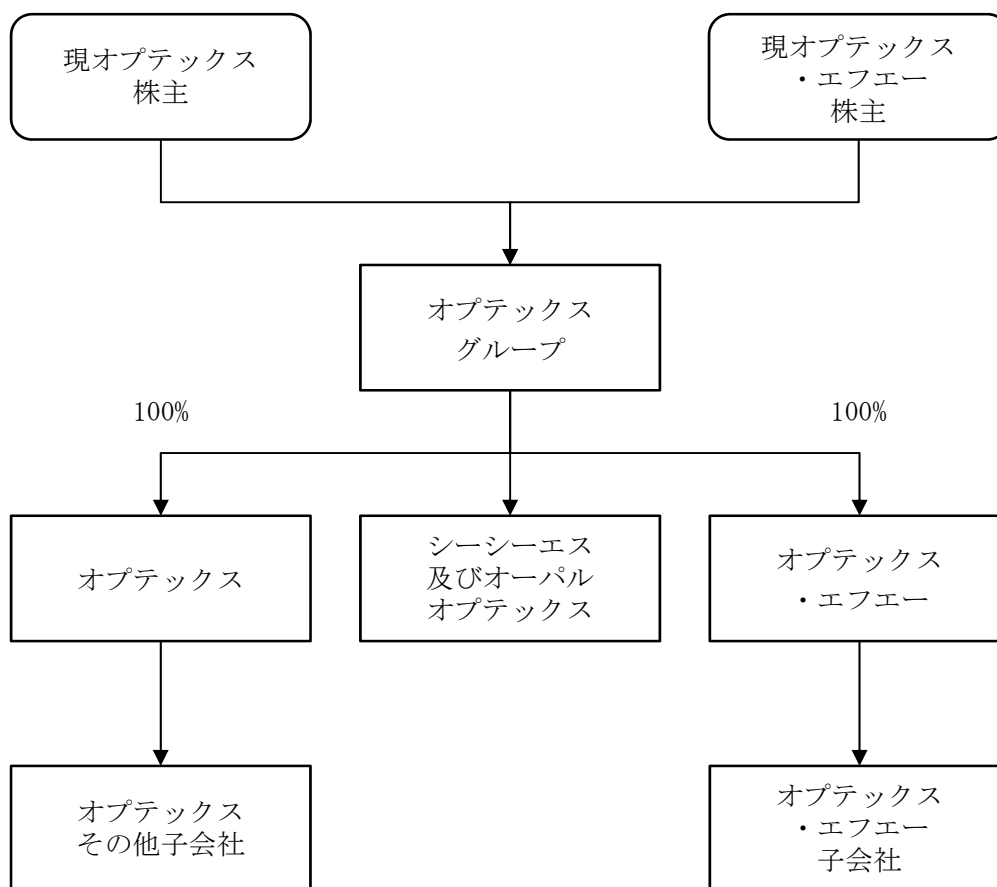 現オプテックス
株主
現オプテックス
・エフエー
株主
オプテックス
グループ
100%
100%
オプテックス
シーシーエス
及びオーパル
オプテックス
オプテックス
・エフエー
オプテックス
その他子会社
オプテックス
・エフエー
子会社